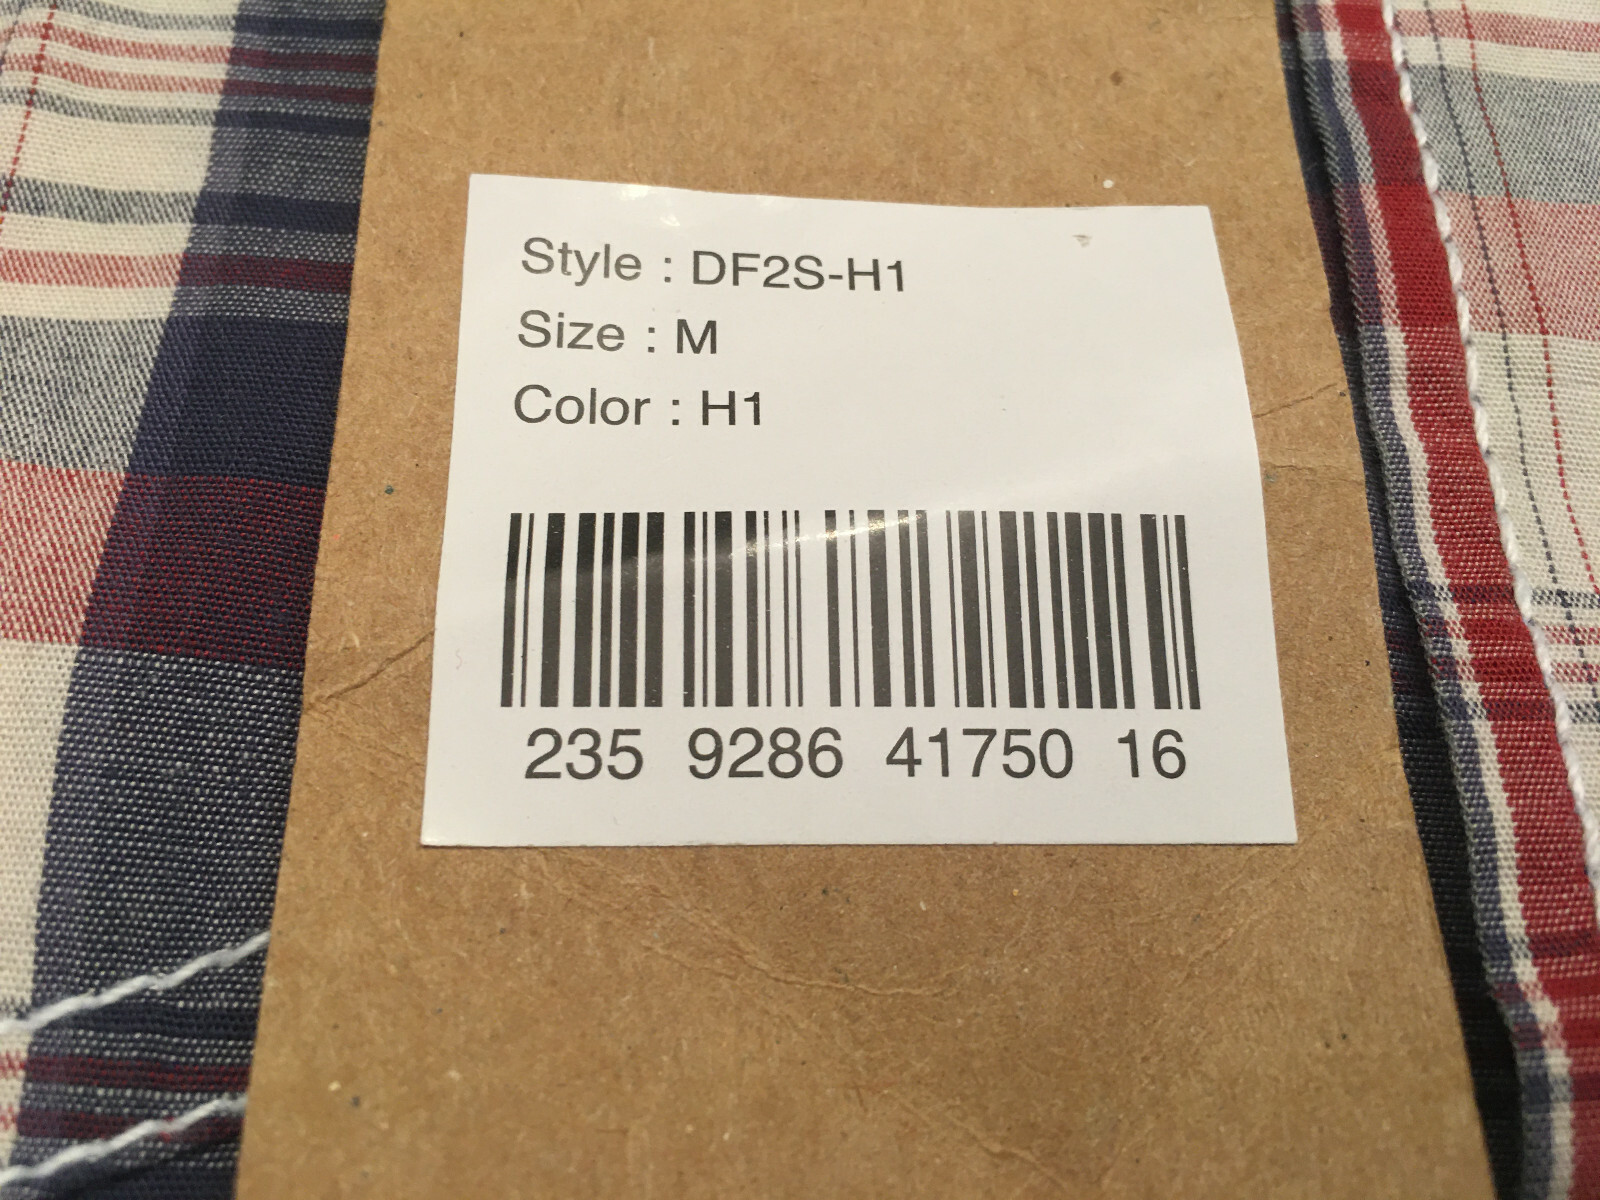 Style : DF2S-H1
Size : M
Color : H1
235 9286 41750 16